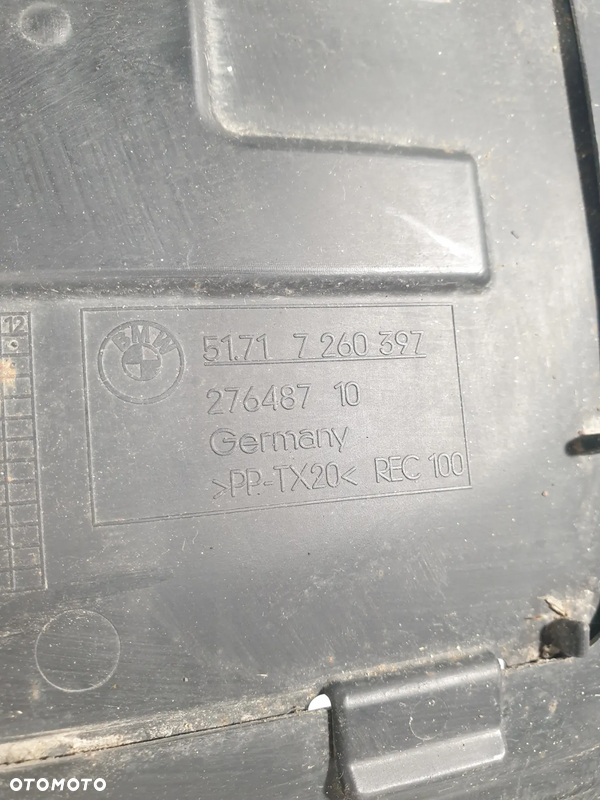 12
BMW
51.71 7 260 397
276487 10
Germany
>PP.-TX20< REC 100
OTOMOTO